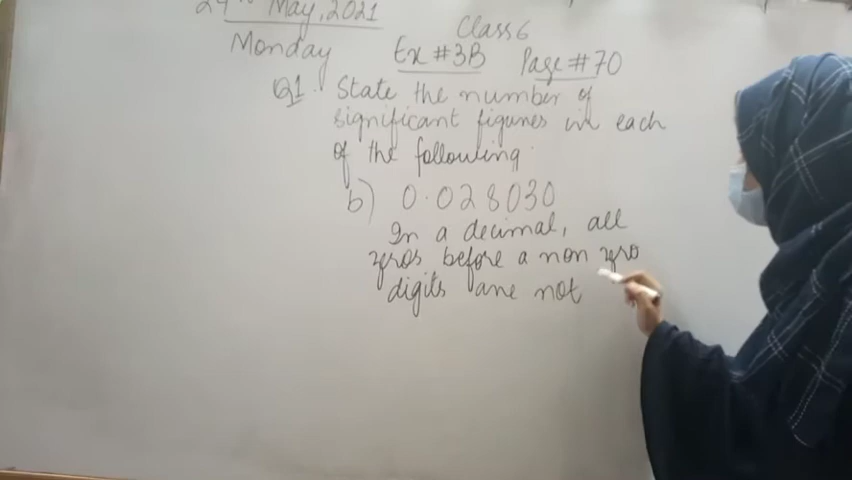 24th May, 2021
Monday
Class 6
Ex #3B Page #70
Q1. State the number of
significant figures in each
of the following.
b) 0.028030
In a decimal, all
zeros before a non zero
digits are not